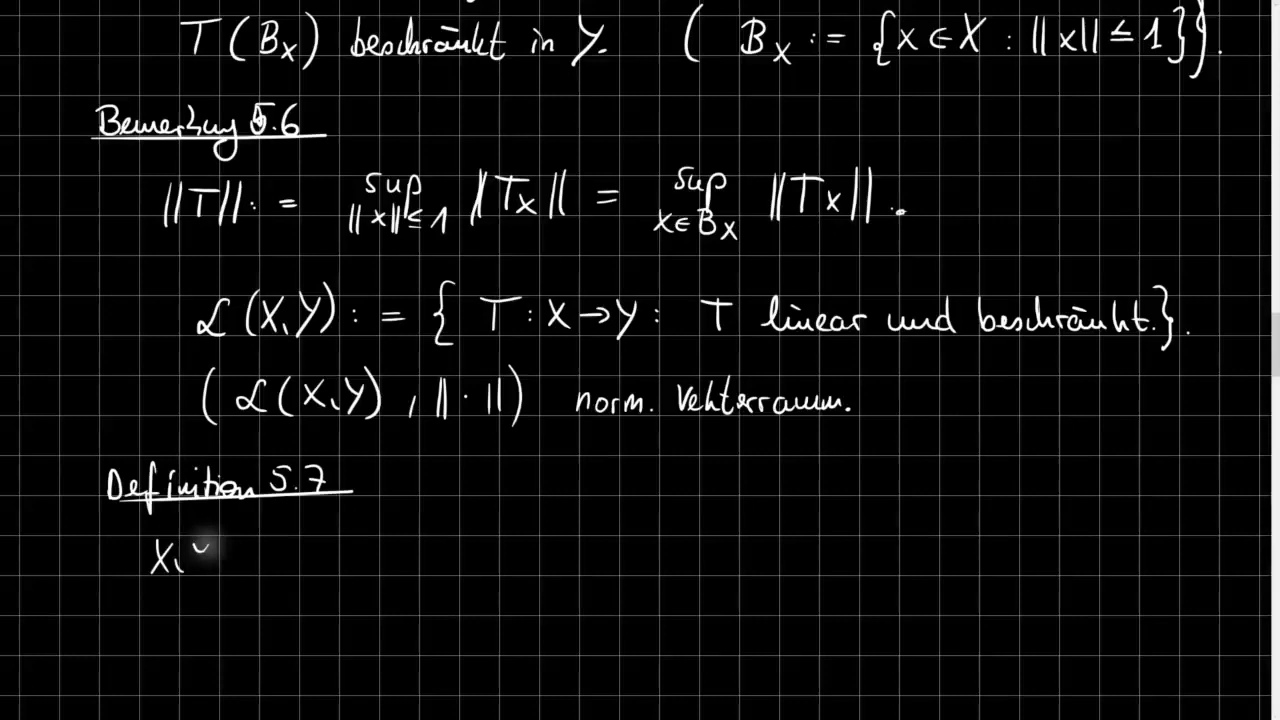 T(B_X) beschränkt in Y. ( B_X := {x ∈ X : ||x|| ≤ 1}).
Bemerkung 5.6
||T|| := sup_{||x|| ≤ 1} ||Tx|| = sup_{x ∈ B_X} ||Tx||.
ℒ(X,Y) := { T : X → Y : T linear und beschränkt.}.
(ℒ(X,Y), ||·||) norm. Vektorraum.
Definition 5.7
X,